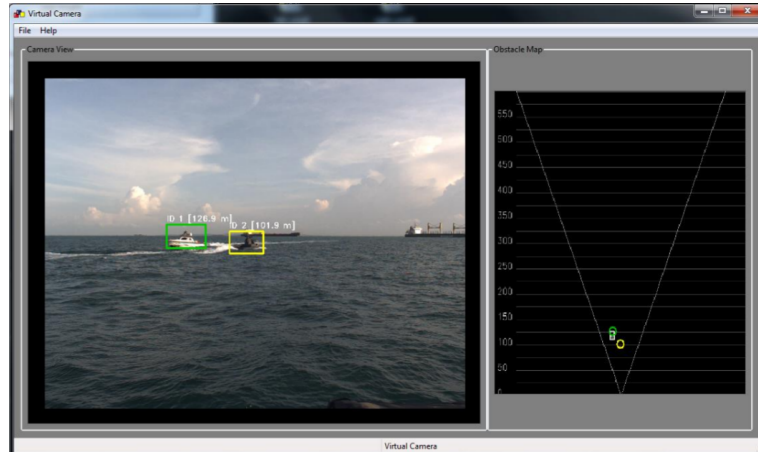 Virtual Camera
File Help
Camera View
Obstacle Map
ID 1 [120.9 m]
ID 2 [101.9 m]
550
500
450
400
350
300
250
200
150
100
50
0
Virtual Camera